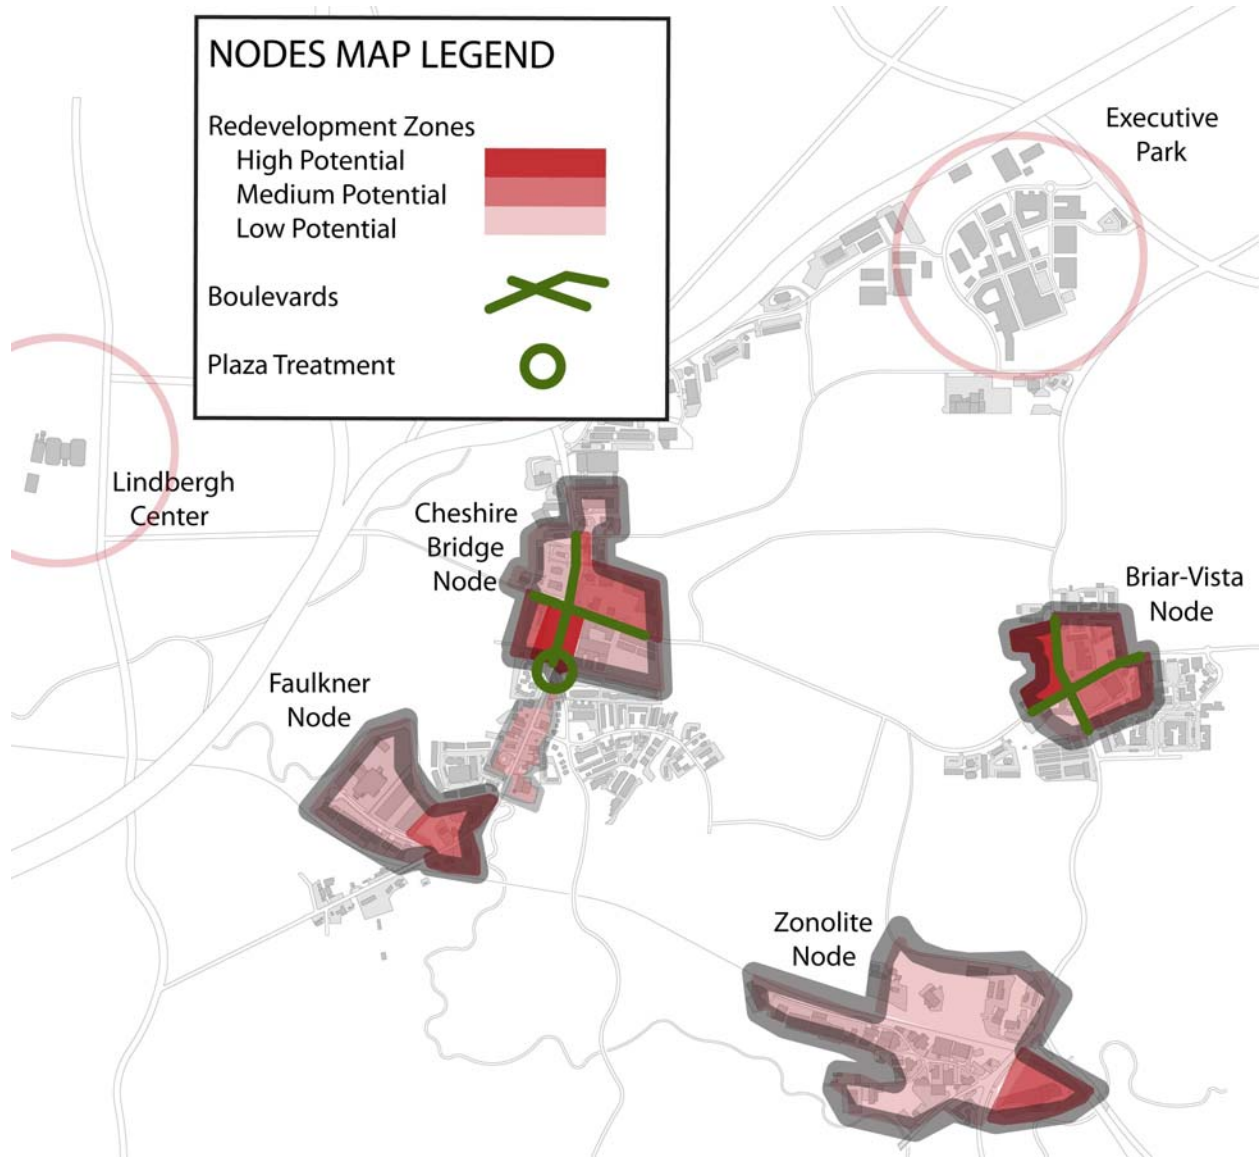 NODES MAP LEGEND
Redevelopment Zones
High Potential
Medium Potential
Low Potential
Boulevards
Plaza Treatment
Executive
Park
Lindbergh
Center
Cheshire
Bridge
Node
Briar-Vista
Node
Faulkner
Node
Zonolite
Node